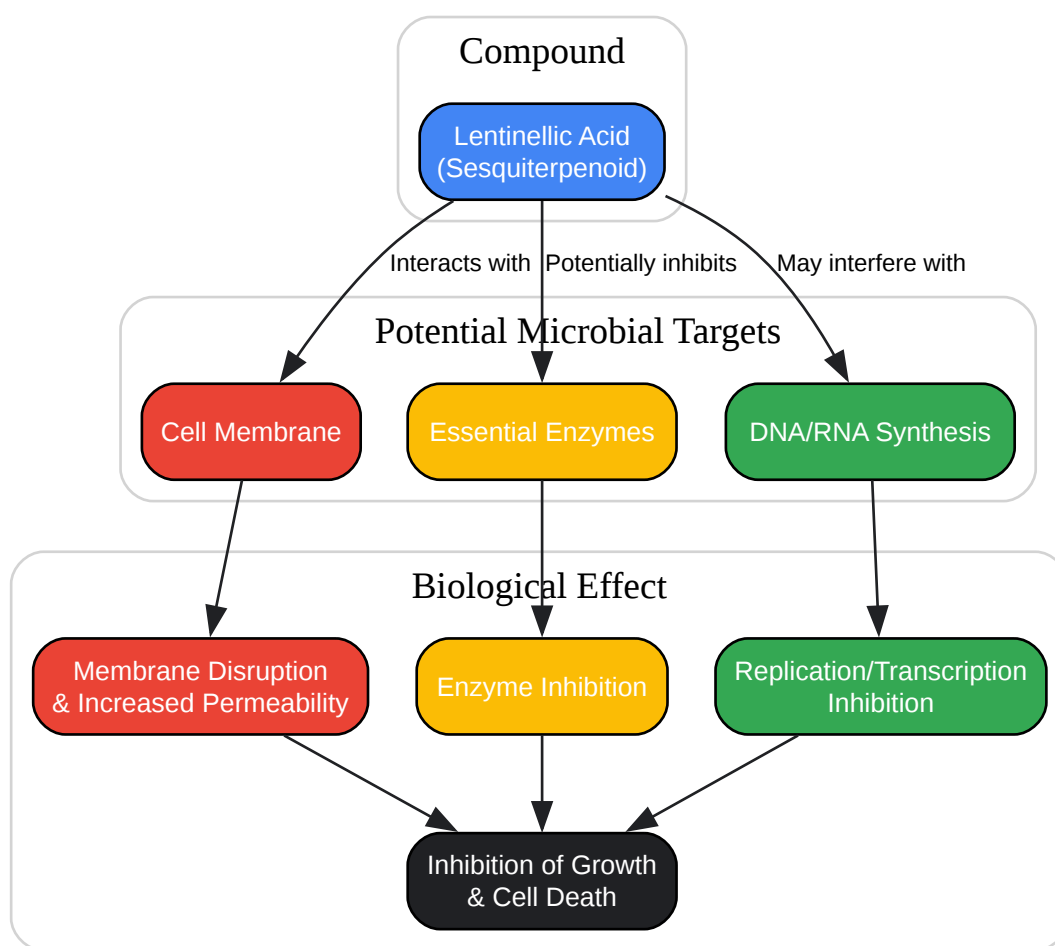 Compound
Lentinellic Acid
(Sesquiterpenoid)
Interacts with
Potentially inhibits
May interfere with
Potential Microbial Targets
Cell Membrane
Essential Enzymes
DNA/RNA Synthesis
Biological Effect
Membrane Disruption
& Increased Permeability
Enzyme Inhibition
Replication/Transcription
Inhibition
Inhibition of Growth
& Cell Death